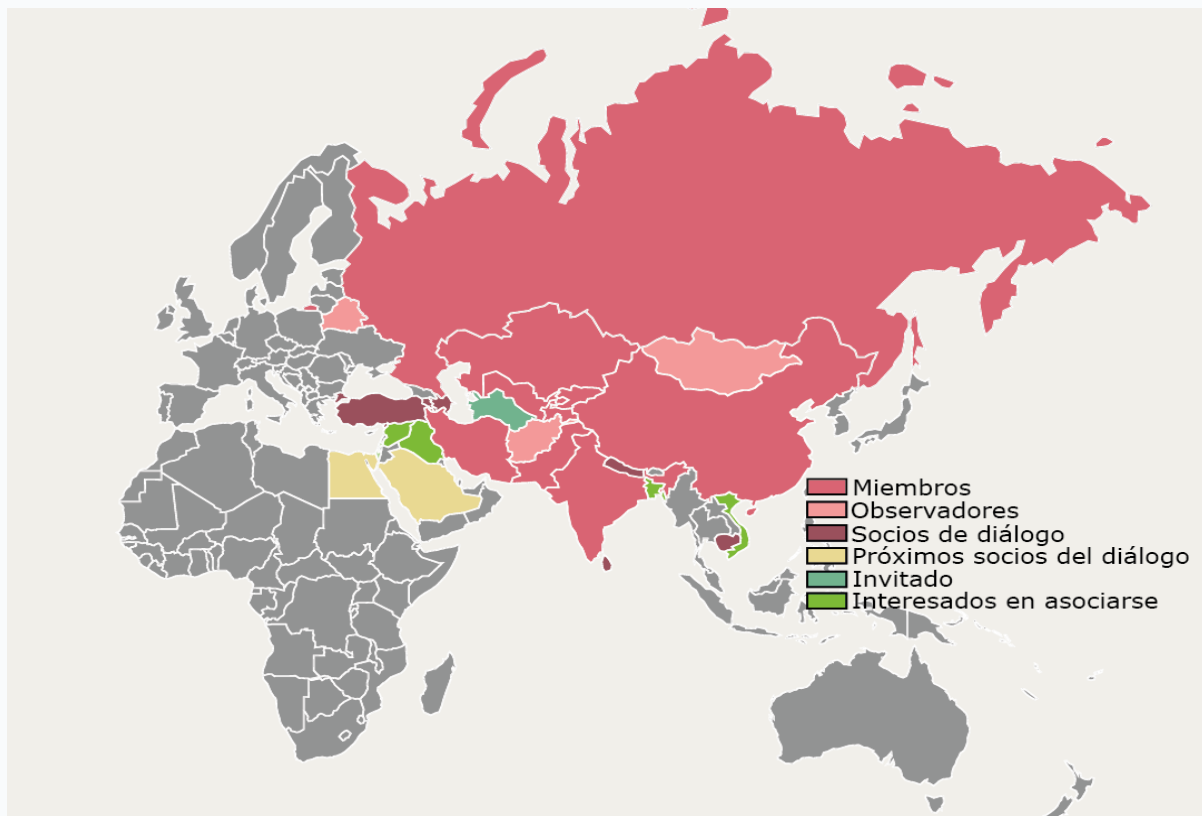 Miembros
Observadores
Socios de diálogo
Próximos socios del diálogo
Invitado
Interesados en asociarse